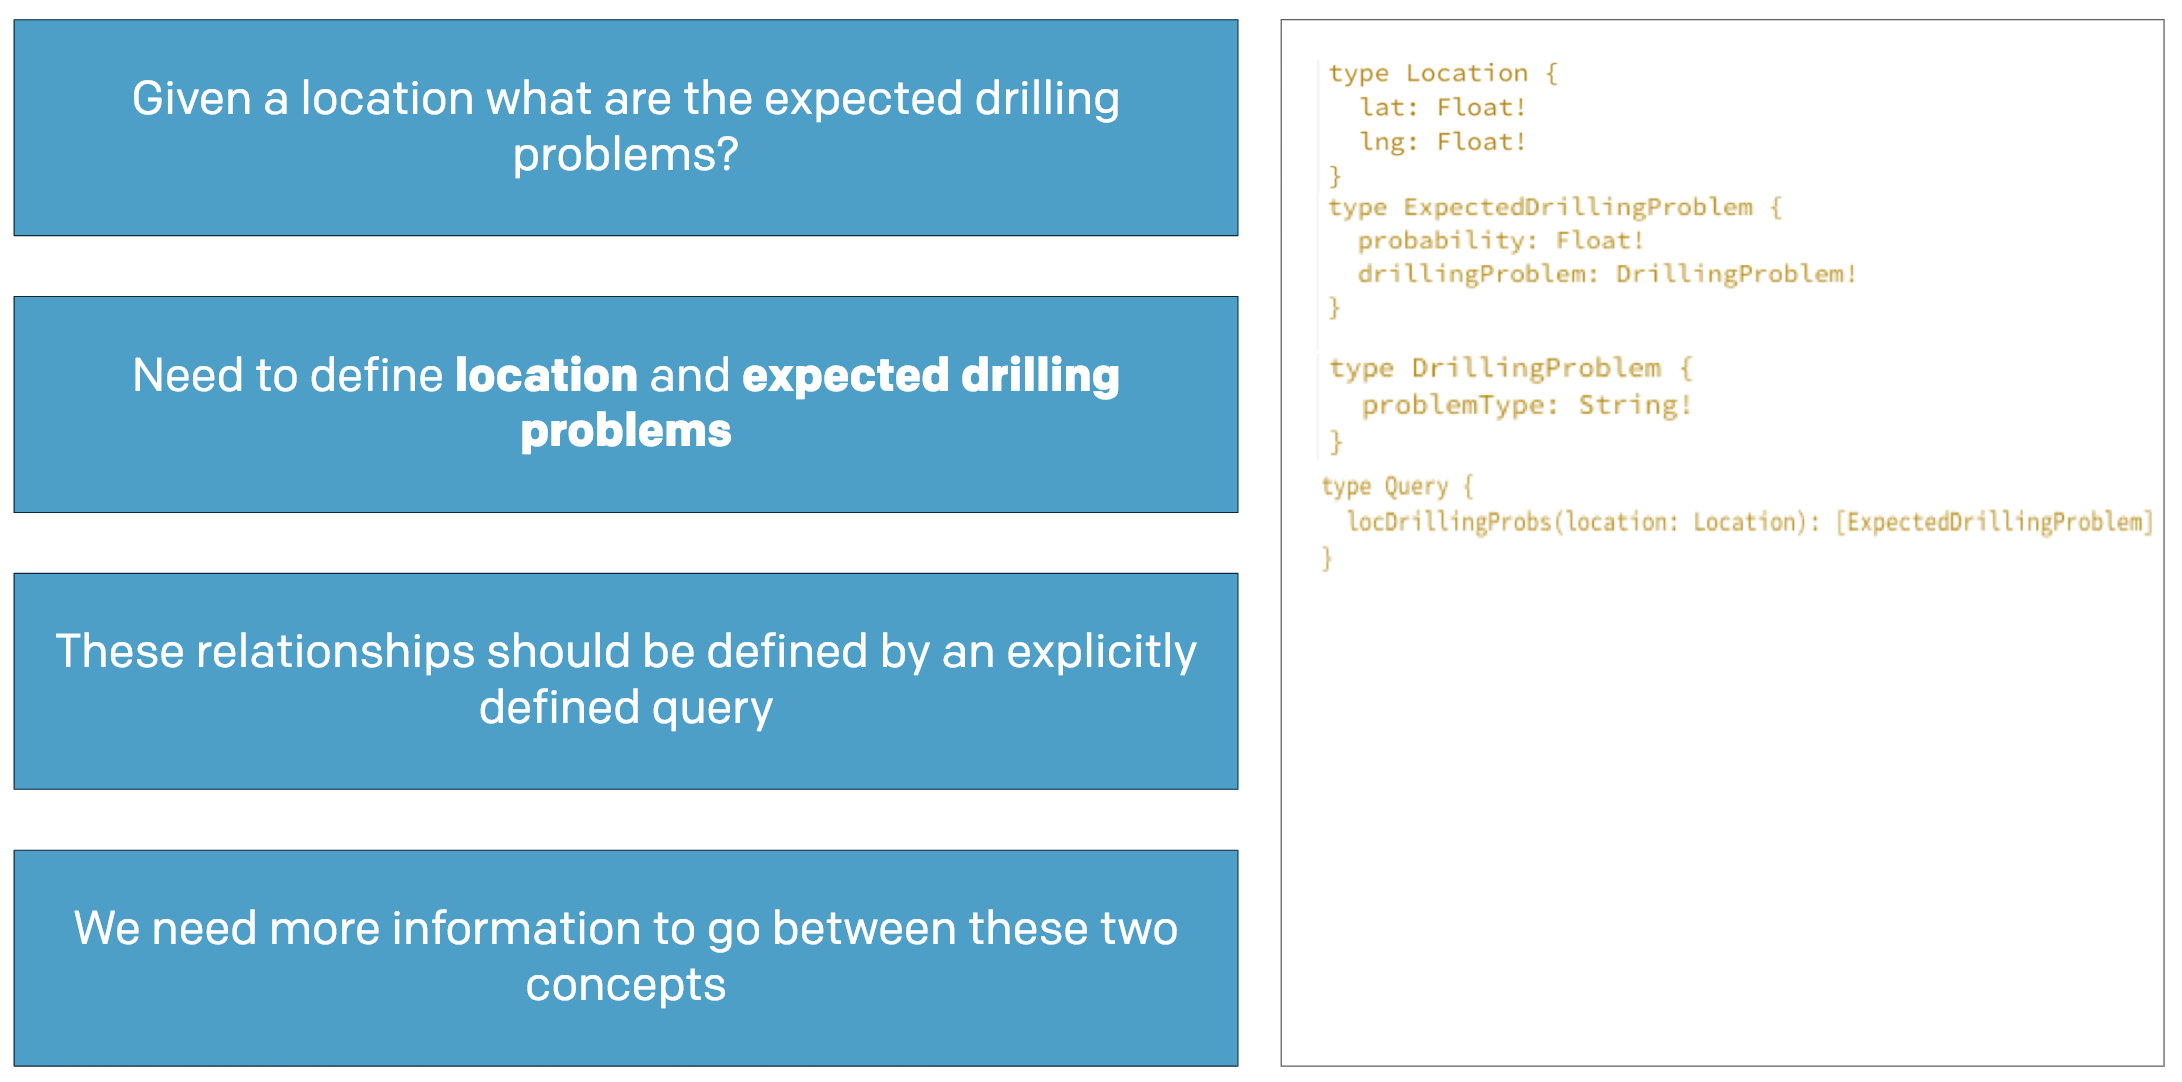 Given a location what are the expected drilling
problems?
Need to define location and expected drilling
problems
These relationships should be defined by an explicitly
defined query
We need more information to go between these two
concepts
type Location {
  lat: Float!
  lng: Float!
}
type ExpectedDrillingProblem {
  probability: Float!
  drillingProblem: DrillingProblem!
}
type DrillingProblem {
  problemType: String!
}
type Query {
  locDrillingProbs(location: Location): [ExpectedDrillingProblem]
}